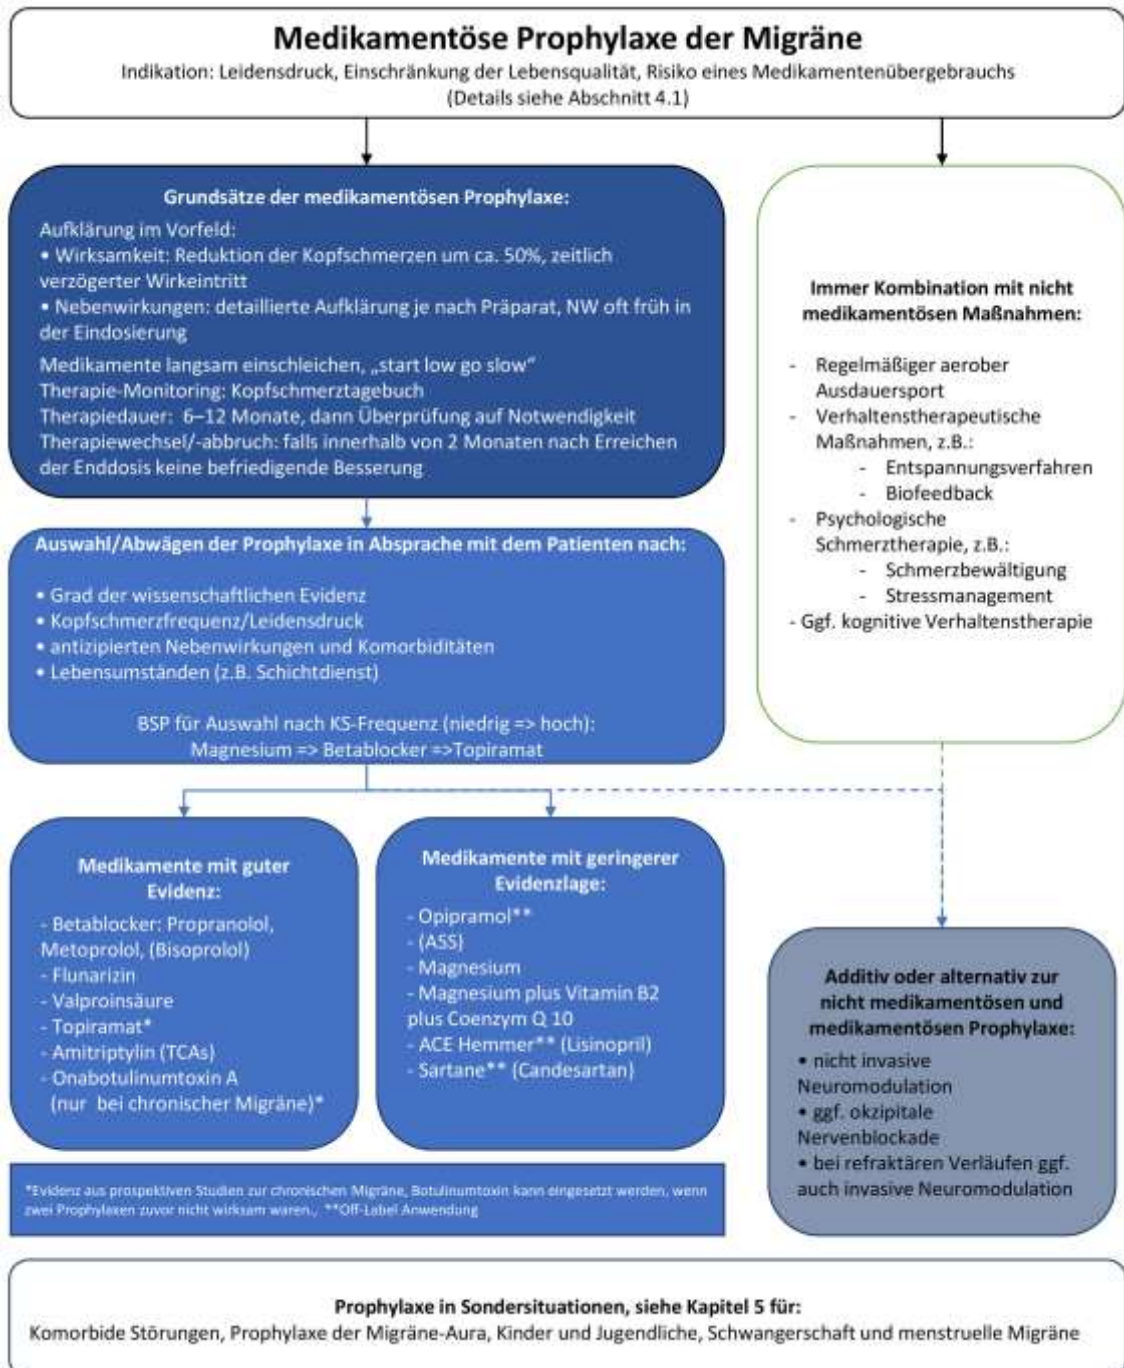 Medikamentöse Prophylaxe der Migräne
Indikation: Leidensdruck, Einschränkung der Lebensqualität, Risiko eines Medikamentenübergebrauchs
(Details siehe Abschnitt 4.1)
Grundsätze der medikamentösen Prophylaxe:
Aufklärung im Vorfeld:
• Wirksamkeit: Reduktion der Kopfschmerzen um ca. 50%, zeitlich
verzögerter Wirkeintritt
• Nebenwirkungen: detaillierte Aufklärung je nach Präparat, NW oft früh in
der Eindosierung
Medikamente langsam einschleichen, „start low go slow“
Therapie-Monitoring: Kopfschmerztagebuch
Therapiedauer: 6–12 Monate, dann Überprüfung auf Notwendigkeit
Therapiewechsel/-abbruch: falls innerhalb von 2 Monaten nach Erreichen
der Enddosis keine befriedigende Besserung
Immer Kombination mit nicht
medikamentösen Maßnahmen:
- Regelmäßiger aerober
Ausdauersport
- Verhaltenstherapeutische
Maßnahmen, z.B.:
- Entspannungsverfahren
- Biofeedback
- Psychologische
Schmerztherapie, z.B.:
- Schmerzbewältigung
- Stressmanagement
- Ggf. kognitive Verhaltenstherapie
Auswahl/Abwägen der Prophylaxe in Absprache mit dem Patienten nach:
• Grad der wissenschaftlichen Evidenz
• Kopfschmerzfrequenz/Leidensdruck
• antizipierten Nebenwirkungen und Komorbiditäten
• Lebensumständen (z.B. Schichtdienst)
BSP für Auswahl nach KS-Frequenz (niedrig => hoch):
Magnesium => Betablocker =>Topiramat
Medikamente mit guter
Evidenz:
- Betablocker: Propranolol,
Metoprolol, (Bisoprolol)
- Flunarizin
- Valproinsäure
- Topiramat*
- Amitriptylin (TCAs)
- Onabotulinumtoxin A
(nur bei chronischer Migräne)*
Medikamente mit geringerer
Evidenzlage:
- Opipramol**
- (ASS)
- Magnesium
- Magnesium plus Vitamin B2
plus Coenzym Q 10
- ACE Hemmer** (Lisinopril)
- Sartane** (Candesartan)
Additiv oder alternativ zur
nicht medikamentösen und
medikamentösen Prophylaxe:
• nicht invasive
Neuromodulation
• ggf. okzipitale
Nervenblockade
• bei refraktären Verläufen ggf.
auch invasive Neuromodulation
*Evidenz aus prospektiven Studien zur chronischen Migräne, Botulinumtoxin kann eingesetzt werden, wenn
zwei Prophylaxen zuvor nicht wirksam waren., **Off-Label Anwendung
Prophylaxe in Sondersituationen, siehe Kapitel 5 für:
Komorbide Störungen, Prophylaxe der Migräne-Aura, Kinder und Jugendliche, Schwangerschaft und menstruelle Migräne